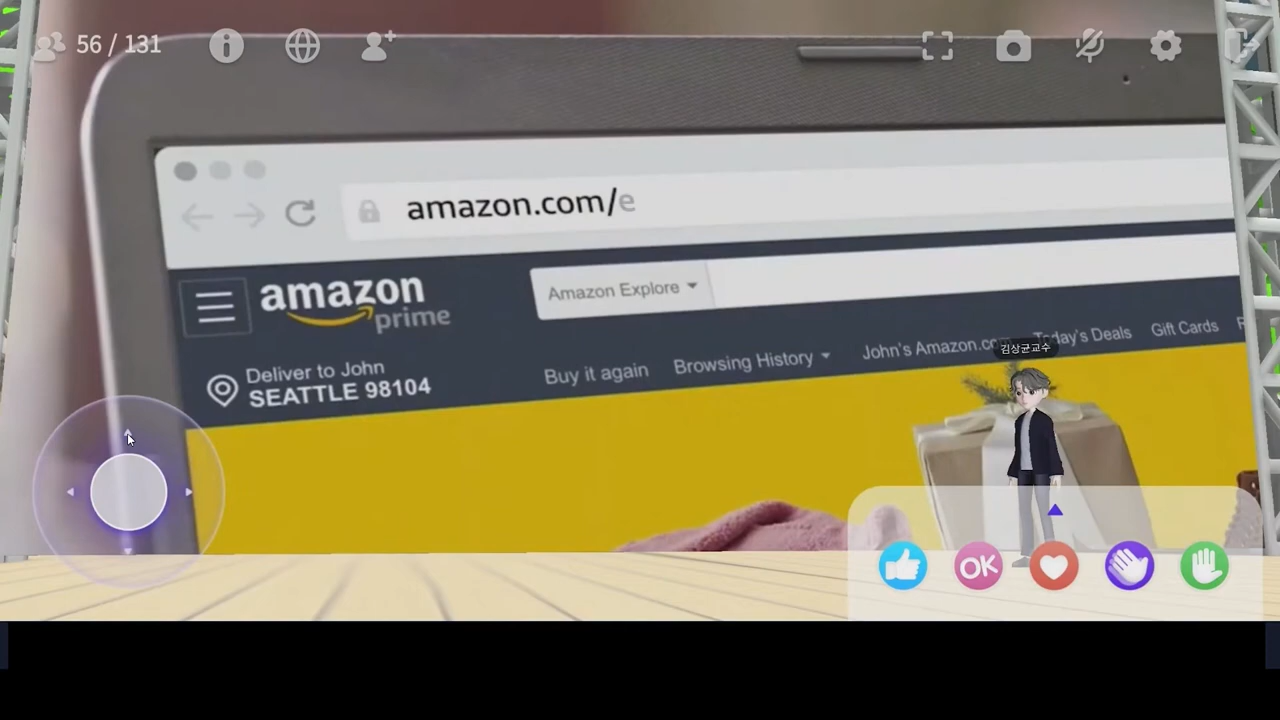 56 / 131
amazon.com/e
amazon
prime
Amazon Explore
Deliver to John
SEATTLE 98104
Buy it again
Browsing History
John's Amazon.com
Today's Deals
Gift Cards
김상균교수
OK